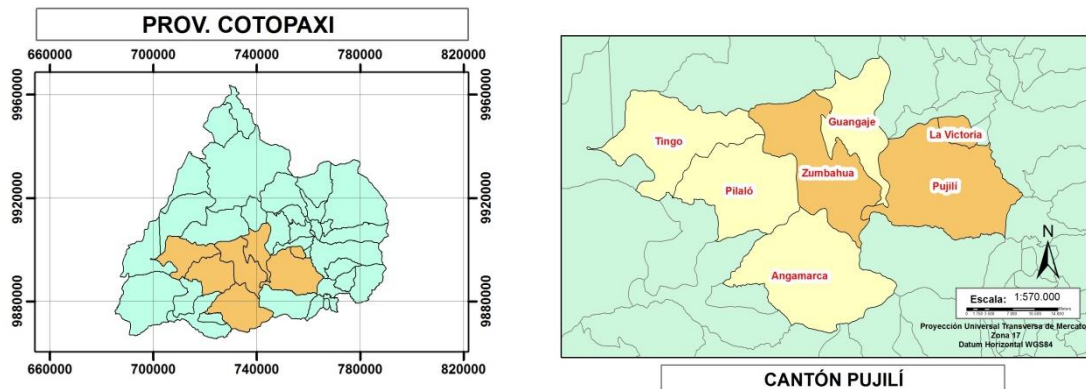 PROV. COTOPAXI
660000 700000 740000 780000 820000
9960000 9960000
9920000 9920000
9880000 9880000
660000 700000 740000 780000 820000
Guangaje
La Victoria
Tingo
Zumbahua
Pilaló
Pujilí
Angamarca
N
Escala: 1:570.000
Proyección Universal Transversa de Mercato
Zona 17
Datum Horizontal WGS84
CANTÓN PUJILÍ